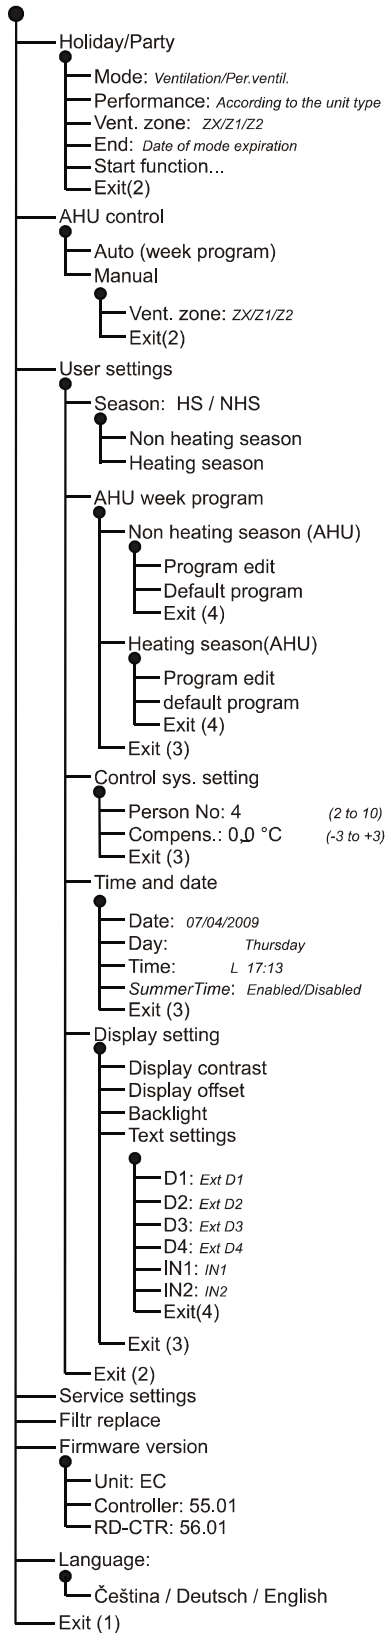 Holiday/Party
Mode: Ventilation/Per.ventil.
Performance: According to the unit type
Vent. zone: ZX/Z1/Z2
End: Date of mode expiration
Start function...
Exit(2)
AHU control
Auto (week program)
Manual
Vent. zone: ZX/Z1/Z2
Exit(2)
User settings
Season: HS / NHS
Non heating season
Heating season
AHU week program
Non heating season (AHU)
Program edit
Default program
Exit (4)
Heating season(AHU)
Program edit
default program
Exit (4)
Exit (3)
Control sys. setting
Person No: 4 (2 to 10)
Compens.: 0,0 °C (-3 to +3)
Exit (3)
Time and date
Date: 07/04/2009
Day: Thursday
Time: L 17:13
SummerTime: Enabled/Disabled
Exit (3)
Display setting
Display contrast
Display offset
Backlight
Text settings
D1: Ext D1
D2: Ext D2
D3: Ext D3
D4: Ext D4
IN1: IN1
IN2: IN2
Exit(4)
Exit (3)
Exit (2)
Service settings
Filtr replace
Firmware version
Unit: EC
Controller: 55.01
RD-CTR: 56.01
Language:
Čeština / Deutsch / English
Exit (1)